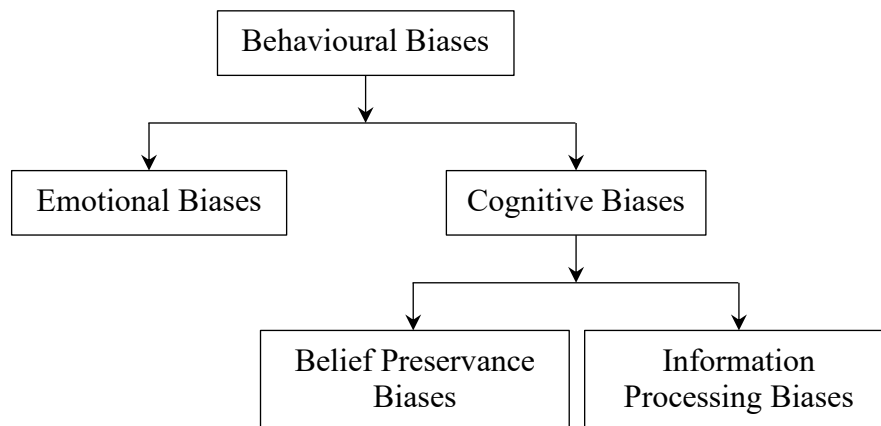 Behavioural Biases
Emotional Biases
Cognitive Biases
Belief Preservance
Biases
Information
Processing Biases